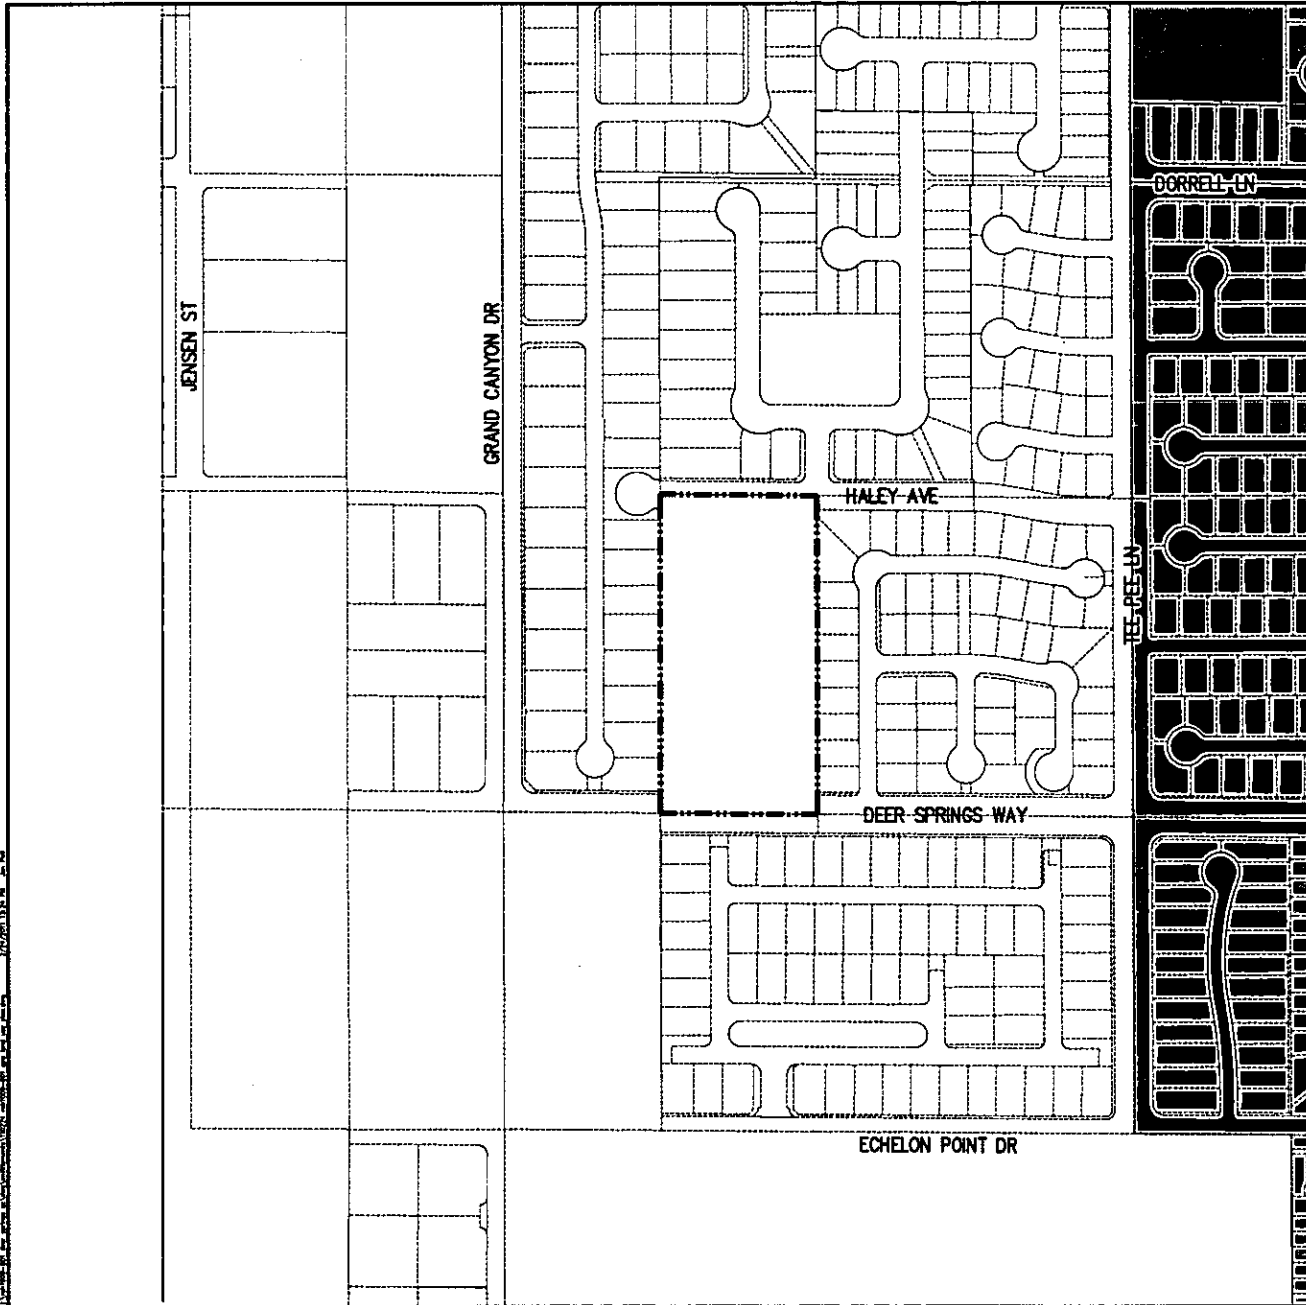 DORRELL LN
JENSEN ST
GRAND CANYON DR
HALEY AVE
TEE PEE LN
DEER SPRINGS WAY
ECHELON POINT DR